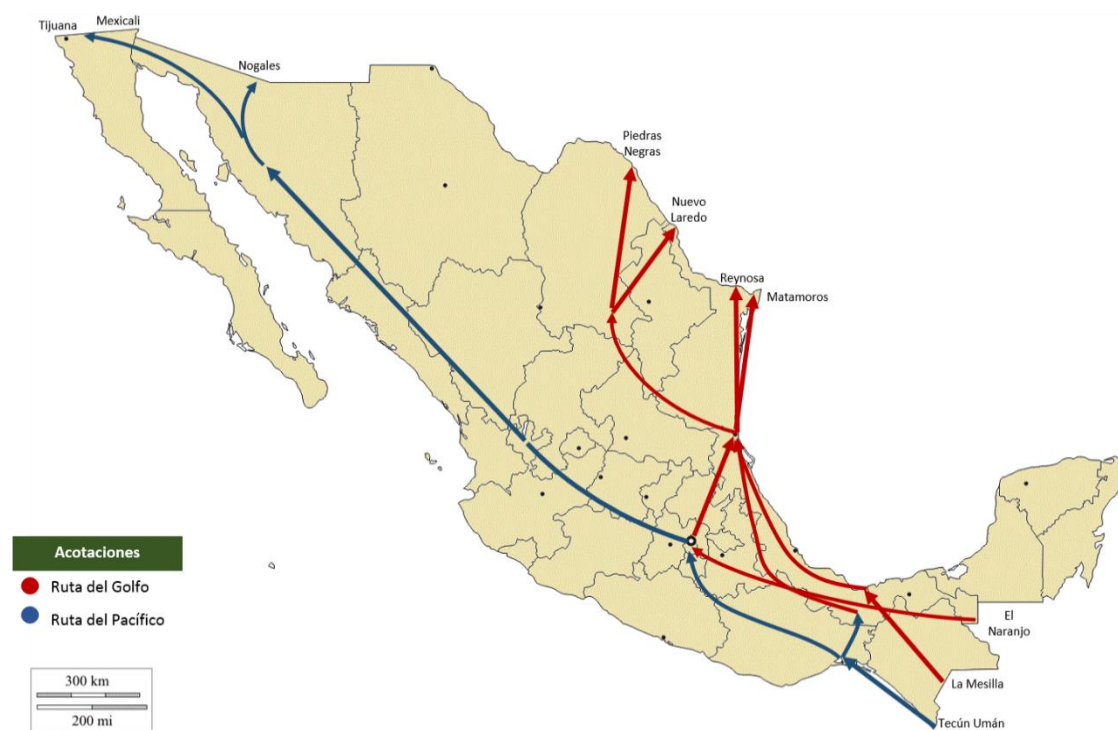 Tijuana
Mexicali
Nogales
Piedras
Negras
Nuevo
Laredo
Reynosa
Matamoros
Acotaciones
Ruta del Golfo
Ruta del Pacífico
El
Naranjo
La Mesilla
Tecún Umán
300 km
200 mi